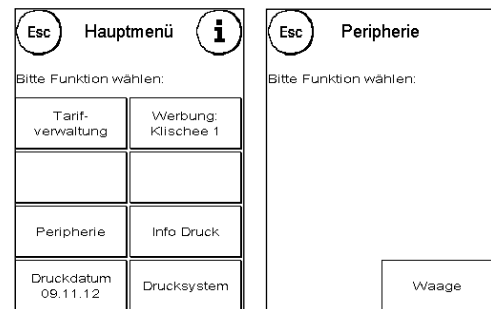 Esc
Hauptmenü
i
Bitte Funktion wählen:
Tarif-
verwaltung
Werbung:
Klischee 1
Peripherie
Info Druck
Druckdatum
09.11.12
Drucksystem
Esc
Peripherie
Bitte Funktion wählen:
Waage